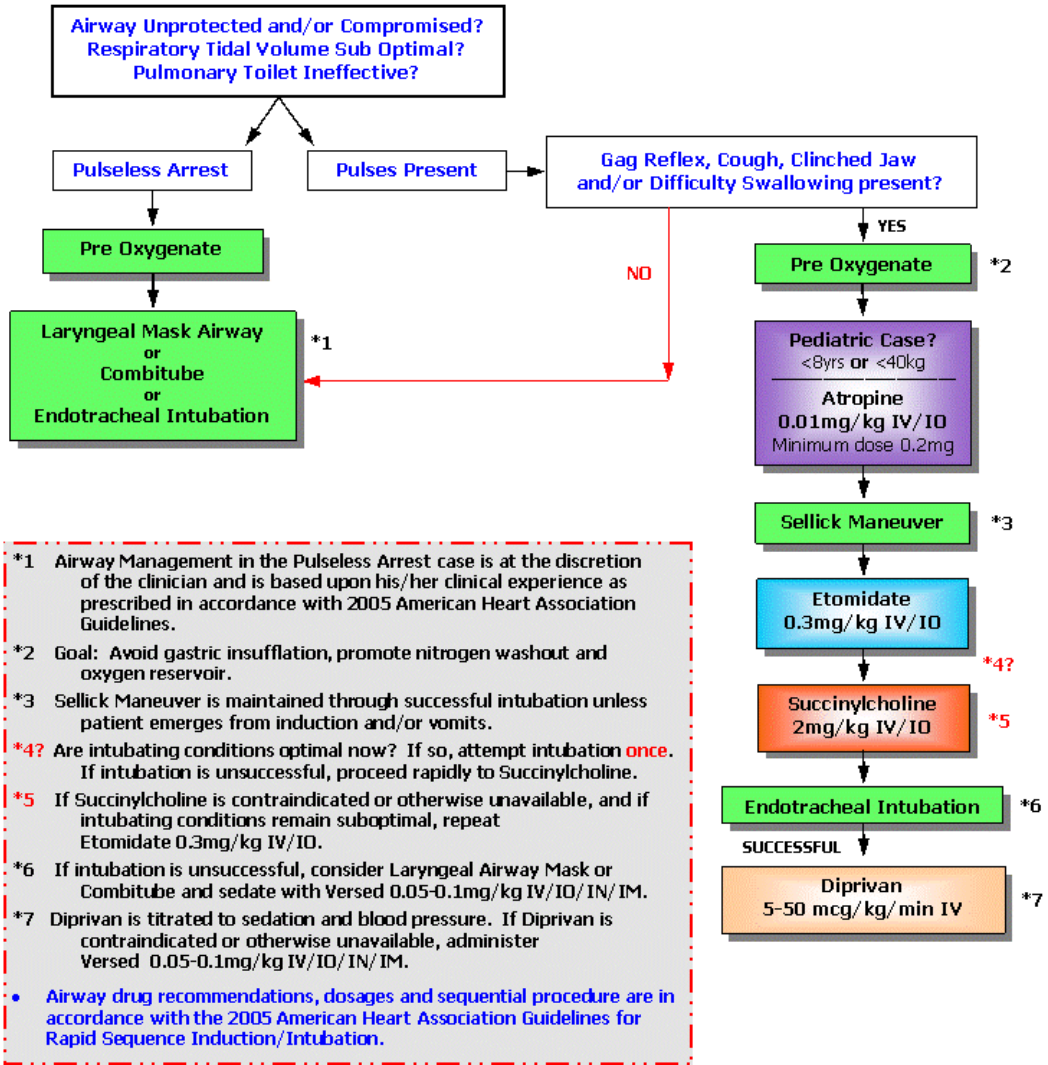 Airway Unprotected and/or Compromised?
Respiratory Tidal Volume Sub Optimal?
Pulmonary Toilet Ineffective?
Pulseless Arrest
Pulses Present
Gag Reflex, Cough, Clinched Jaw
and/or Difficulty Swallowing present?
YES
NO
Pre Oxygenate
Pre Oxygenate
*2
Laryngeal Mask Airway
or
Combitube
or
Endotracheal Intubation
*1
Pediatric Case?
<8yrs or <40kg
Atropine
0.01mg/kg IV/IO
Minimum dose 0.2mg
Sellick Maneuver
*3
Etomidate
0.3mg/kg IV/IO
*4?
Succinylcholine
2mg/kg IV/IO
*5
Endotracheal Intubation
*6
SUCCESSFUL
Diprivan
5-50 mcg/kg/min IV
*7
*1 Airway Management in the Pulseless Arrest case is at the discretion
of the clinician and is based upon his/her clinical experience as
prescribed in accordance with 2005 American Heart Association
Guidelines.
*2 Goal: Avoid gastric insufflation, promote nitrogen washout and
oxygen reservoir.
*3 Sellick Maneuver is maintained through successful intubation unless
patient emerges from induction and/or vomits.
*4? Are intubating conditions optimal now? If so, attempt intubation once.
If intubation is unsuccessful, proceed rapidly to Succinylcholine.
*5 If Succinylcholine is contraindicated or otherwise unavailable, and if
intubating conditions remain suboptimal, repeat
Etomidate 0.3mg/kg IV/IO.
*6 If intubation is unsuccessful, consider Laryngeal Airway Mask or
Combitube and sedate with Versed 0.05-0.1mg/kg IV/IO/IN/IM.
*7 Diprivan is titrated to sedation and blood pressure. If Diprivan is
contraindicated or otherwise unavailable, administer
Versed 0.05-0.1mg/kg IV/IO/IN/IM.
• Airway drug recommendations, dosages and sequential procedure are in
accordance with the 2005 American Heart Association Guidelines for
Rapid Sequence Induction/Intubation.